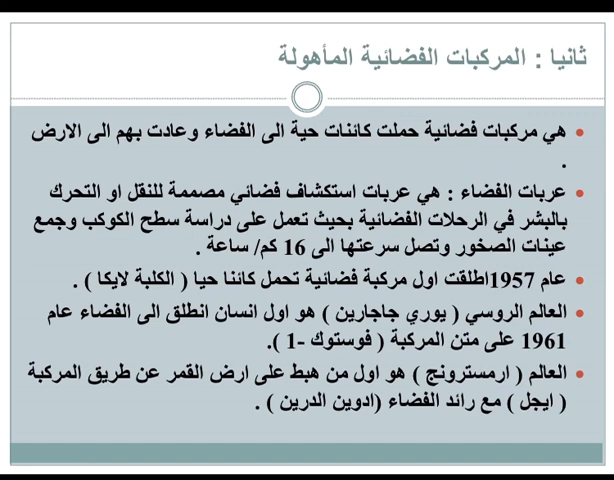 ثانيا : المركبات الفضائية المأهولة
هي مركبات فضائية حملت كائنات حية الى الفضاء وعادت بهم الى الارض
.
عربات الفضاء : هي عربات استكشاف فضائي مصممة للنقل او التحرك
بالبشر في الرحلات الفضائية بحيث تعمل على دراسة سطح الكوكب وجمع
عينات الصخور وتصل سرعتها الى 16 كم/ ساعة .
عام 1957اطلقت اول مركبة فضائية تحمل كائنا حيا ( الكلبة لايكا ) .
العالم الروسي ( يوري جاجارين ) هو اول انسان انطلق الى الفضاء عام
1961 على متن المركبة ( فوستوك -1 ).
العالم ( ارمسترونج ) هو اول من هبط على ارض القمر عن طريق المركبة
( ايجل ) مع رائد الفضاء (ادوين الدرين ) .